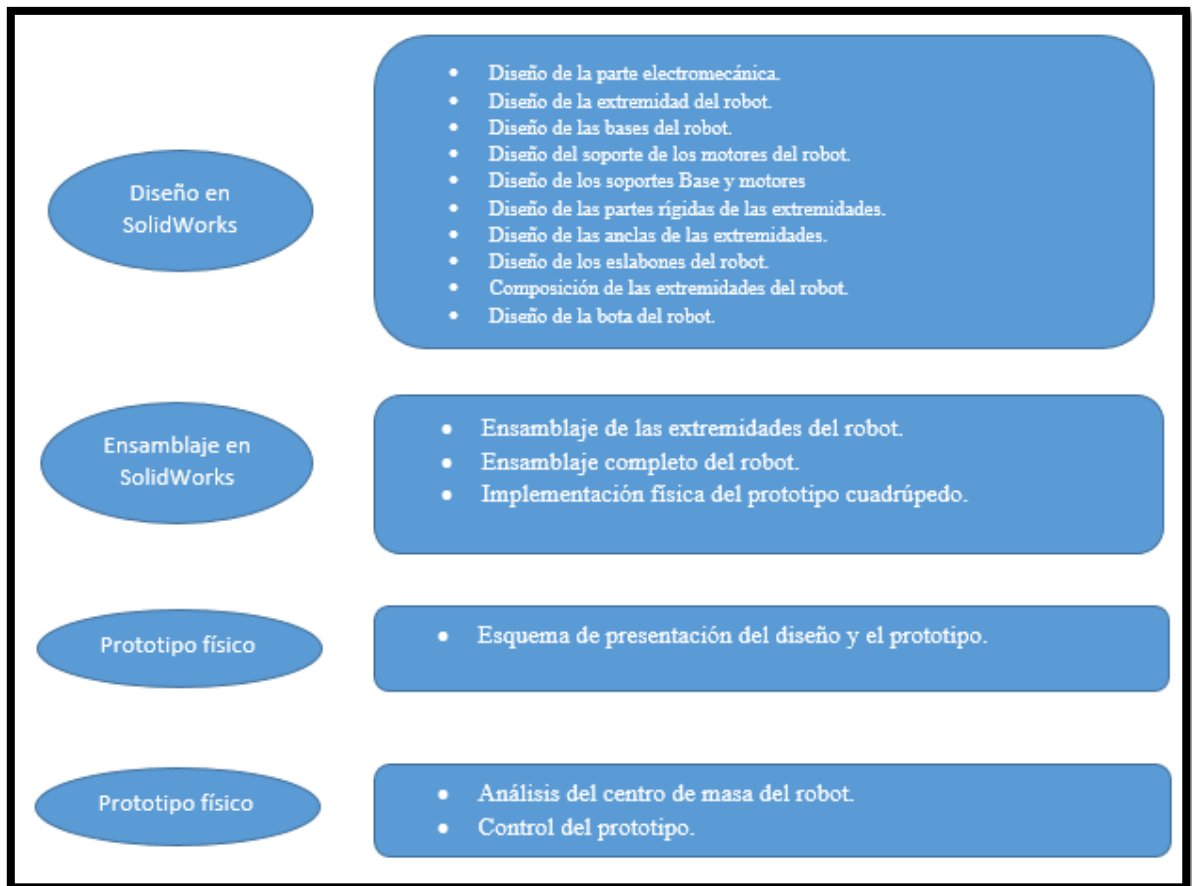 Diseño en
SolidWorks
• Diseño de la parte electromecánica.
• Diseño de la extremidad del robot.
• Diseño de las bases del robot.
• Diseño del soporte de los motores del robot.
• Diseño de los soportes Base y motores
• Diseño de las partes rígidas de las extremidades.
• Diseño de las anclas de las extremidades.
• Diseño de los eslabones del robot.
• Composición de las extremidades del robot.
• Diseño de la bota del robot.
Ensamblaje en
SolidWorks
• Ensamblaje de las extremidades del robot.
• Ensamblaje completo del robot.
• Implementación física del prototipo cuadrúpedo.
Prototipo físico
• Esquema de presentación del diseño y el prototipo.
Prototipo físico
• Análisis del centro de masa del robot.
• Control del prototipo.